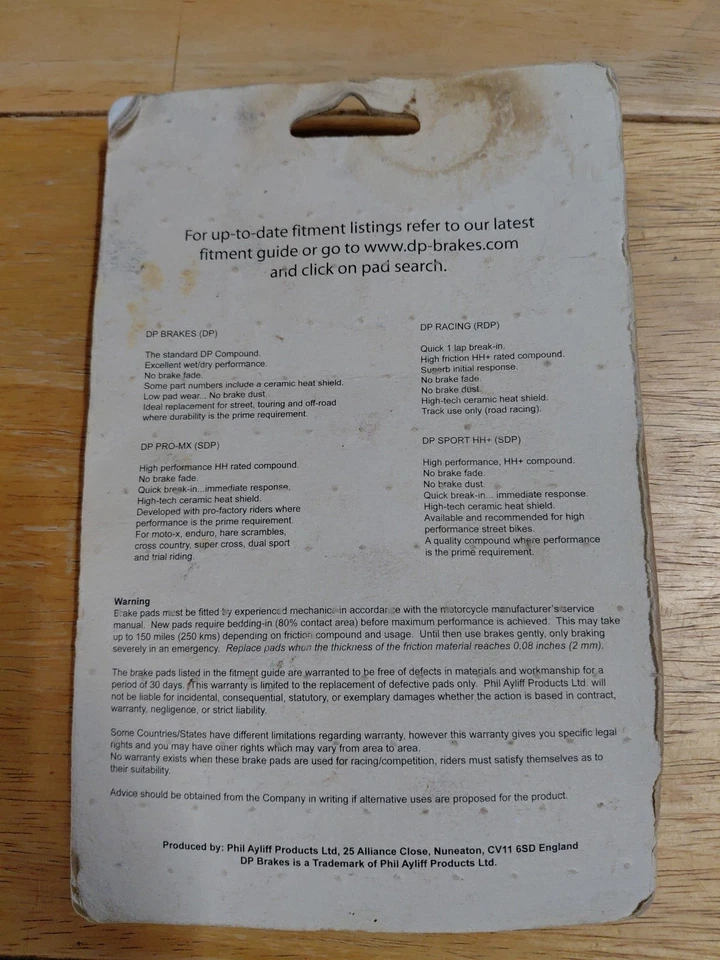 For up-to-date fitment listings refer to our latest
fitment guide or go to www.dp-brakes.com
and click on pad search.
DP BRAKES (DP)
The standard DP Compound.
Excellent wet/dry performance.
No brake fade.
Some part numbers include a ceramic heat shield.
Low pad wear... No brake dust.
Ideal replacement for street, touring and off-road
where durability is the prime requirement.
DP RACING (RDP)
Quick 1 lap break-in.
High friction HH+ rated compound.
Superb initial response.
No brake fade.
No brake dust.
High-tech ceramic heat shield.
Track use only (road racing).
DP PRO-MX (SDP)
High performance HH rated compound.
No brake fade.
Quick break-in...immediate response.
High-tech ceramic heat shield.
Developed with pro-factory riders where
performance is the prime requirement.
For moto-x, enduro, hare scrambles,
cross country, super cross, dual sport
and trial riding.
DP SPORT HH+ (SDP)
High performance, HH+ compound.
No brake fade.
No brake dust.
Quick break-in... immediate response.
High-tech ceramic heat shield.
Available and recommended for high
performance street bikes.
A quality compound where performance
is the prime requirement.
Warning
Brake pads must be fitted by experienced mechanic in accordance with the motorcycle manufacturer's service
manual. New pads require bedding-in (80% contact area) before maximum performance is achieved. This may take
up to 150 miles (250 kms) depending on friction compound and usage. Until then use brakes gently, only braking
severely in an emergency. Replace pads when the thickness of the friction material reaches 0.08 inches (2 mm).
The brake pads listed in the fitment guide are warranted to be free of defects in materials and workmanship for a
period of 30 days. This warranty is limited to the replacement of defective pads only. Phil Ayliff Products Ltd will
not be liable for incidental, consequential, statutory, or exemplary damages whether the action is based in contract,
warranty, negligence, or strict liability.
Some Countries/States have different limitations regarding warranty, however this warranty gives you specific legal
rights and you may have other rights which may vary from area to area.
No warranty exists when these brake pads are used for racing/competition, riders must satisfy themselves as to
their suitability.
Advice should be obtained from the Company in writing if alternative uses are proposed for the product.
Produced by: Phil Ayliff Products Ltd, 25 Alliance Close, Nuneaton, CV11 6SD England
DP Brakes is a Trademark of Phil Ayliff Products Ltd.